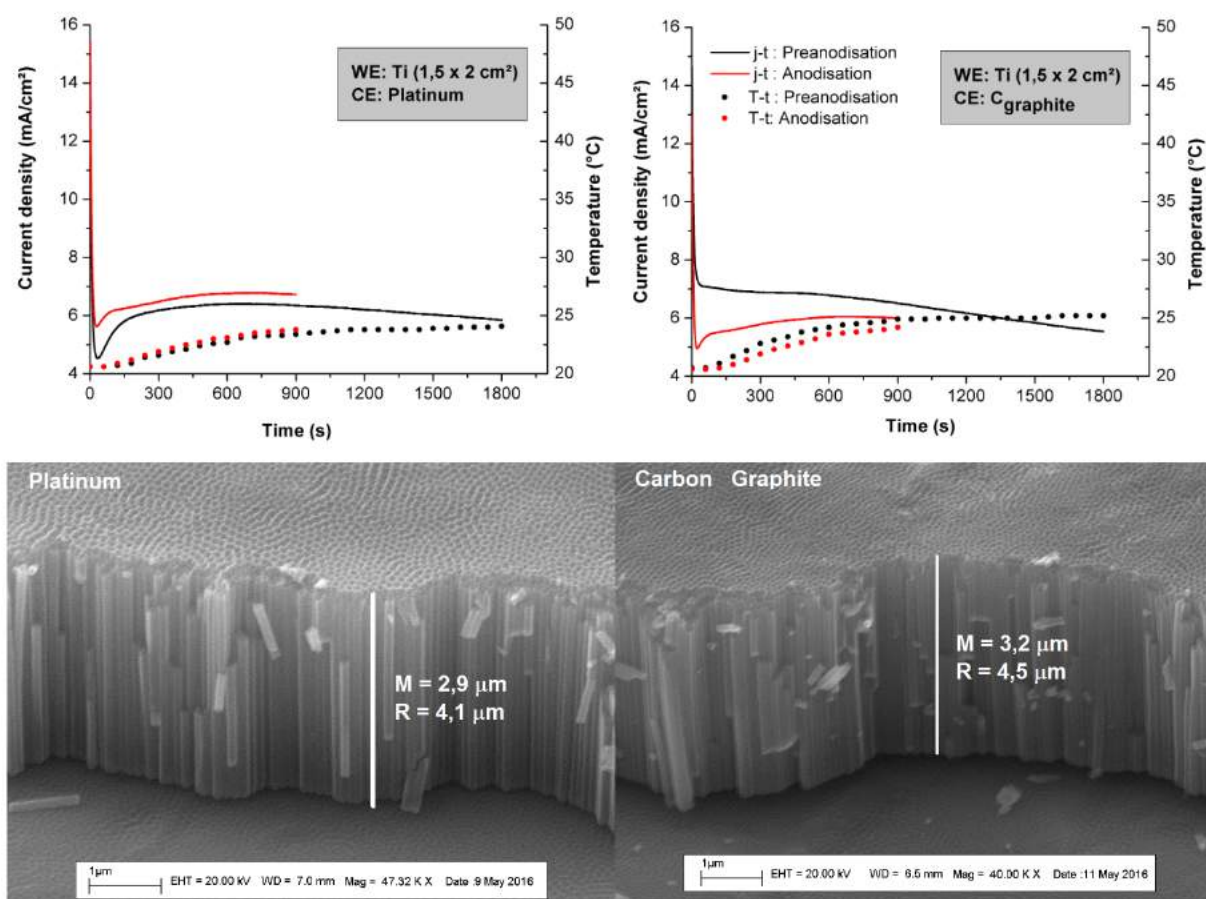 16
14
12
10
8
6
4
Current density (mA/cm²)
WE: Ti (1,5 x 2 cm²)
CE: Platinum
50
45
40
35
30
25
20
Temperature (°C)
0 300 600 900 1200 1500 1800
Time (s)
16
14
12
10
8
6
4
Current density (mA/cm²)
j-t : Preanodisation
j-t : Anodisation
T-t : Preanodisation
T-t: Anodisation
WE: Ti (1,5 x 2 cm²)
CE: Cgraphite
50
45
40
35
30
25
20
Temperature (°C)
0 300 600 900 1200 1500 1800
Time (s)
Platinum
M = 2,9 µm
R = 4,1 µm
1µm
EHT = 20.00 kV WD = 7.0 mm Mag = 47.32 K X Date :9 May 2016
Carbon Graphite
M = 3,2 µm
R = 4,5 µm
1µm
EHT = 20.00 kV WD = 6.5 mm Mag = 40.00 K X Date :11 May 2016